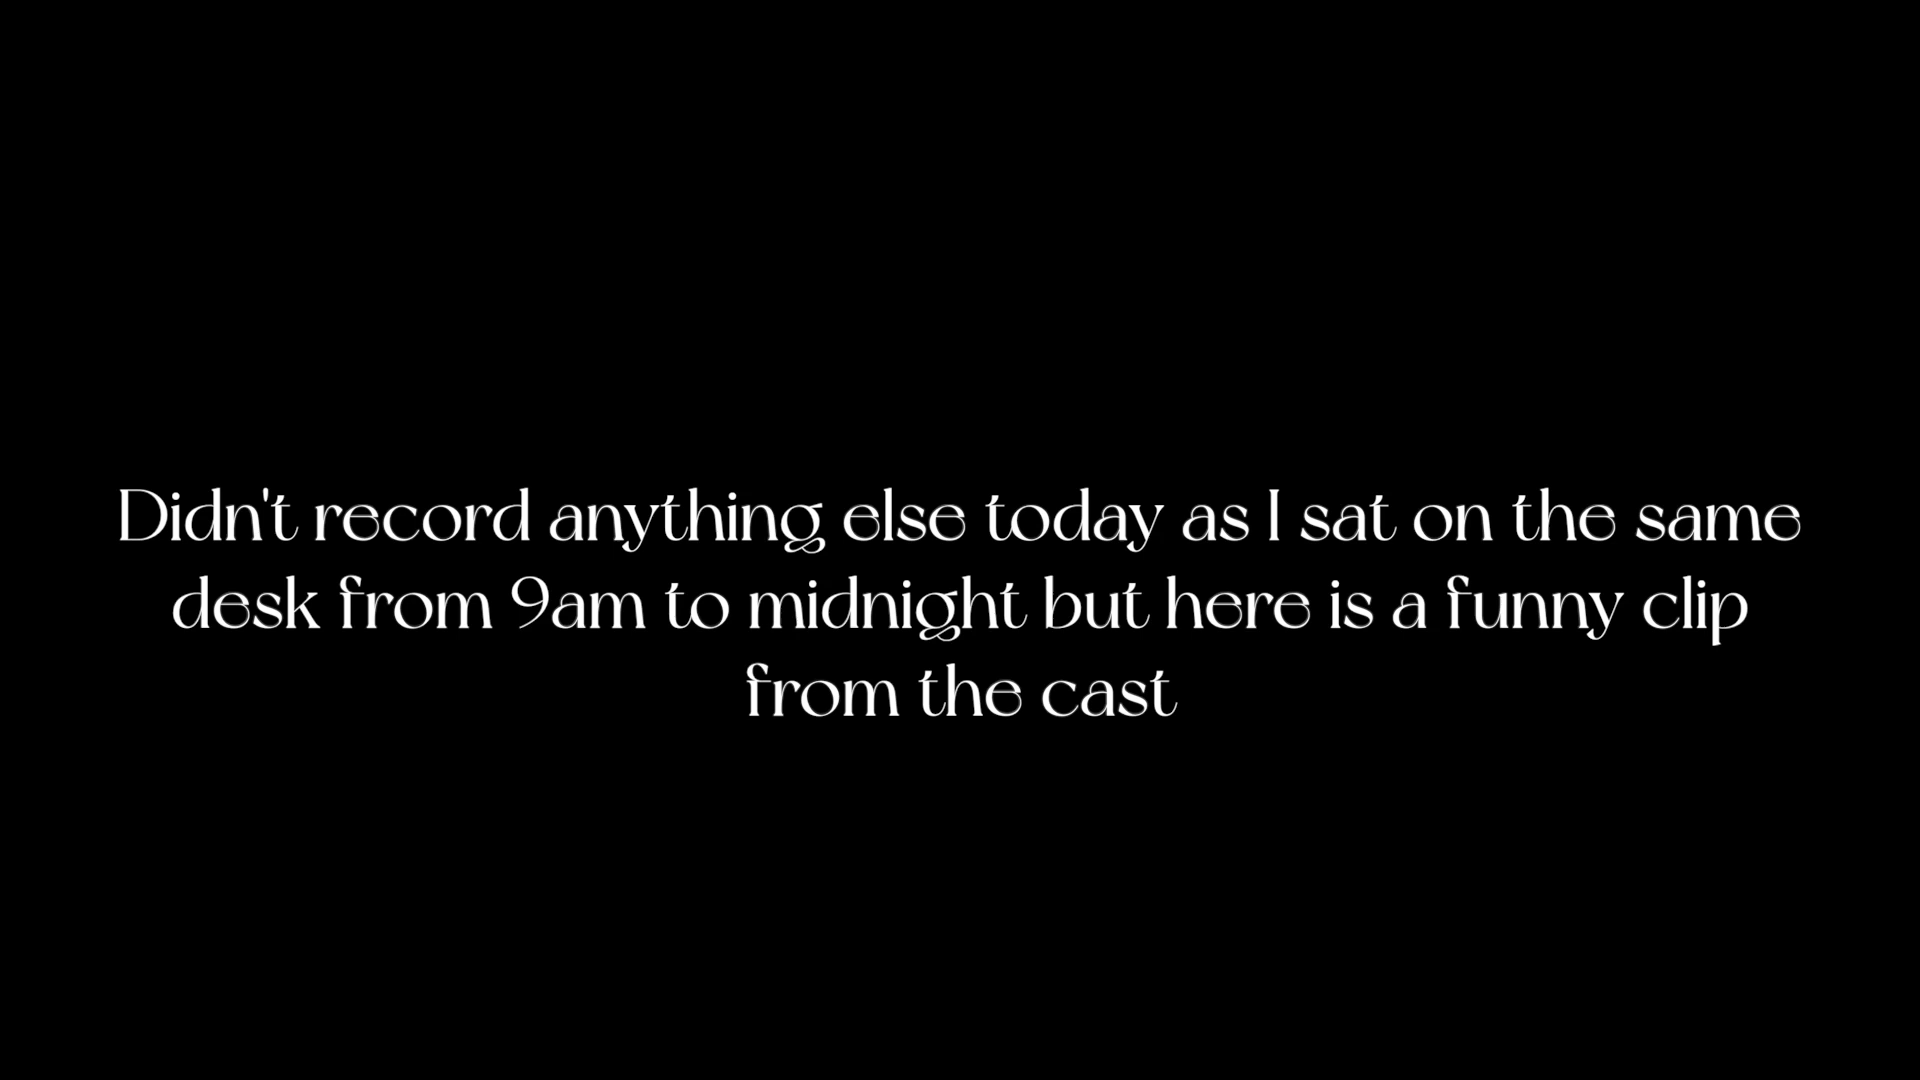 Didn't record anything else today as I sat on the same
desk from 9am to midnight but here is a funny clip
from the cast